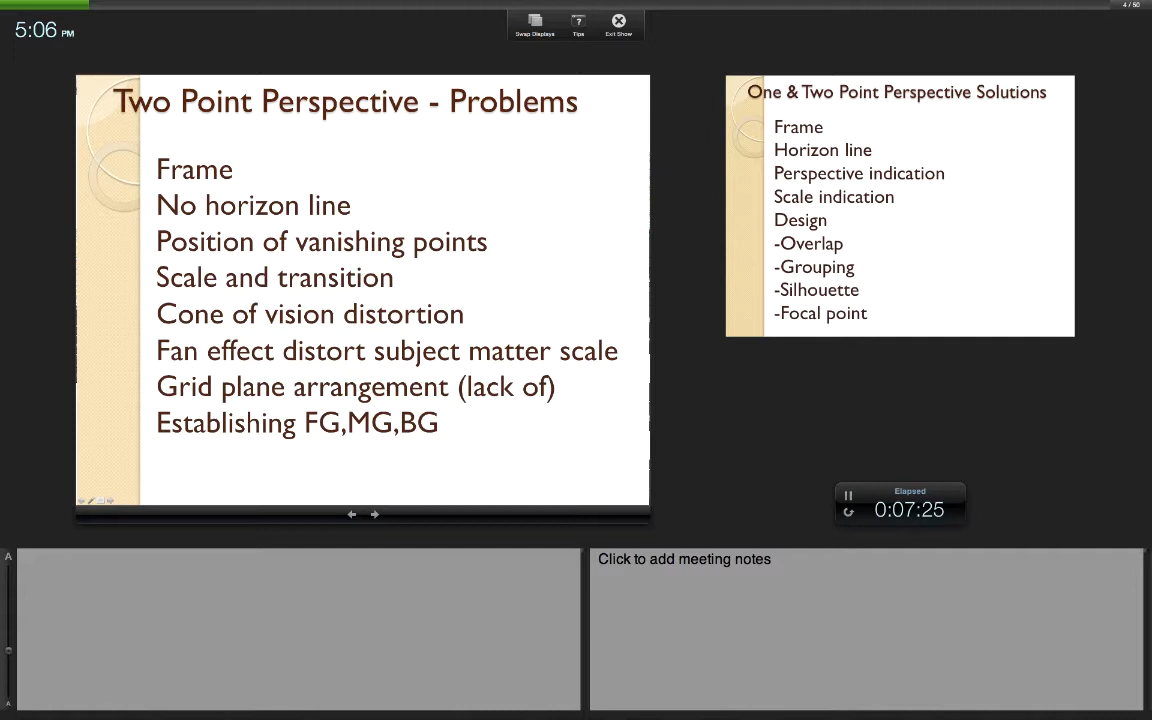 4 / 50
5:06 PM
Swap Displays
Tips
Exit Show
Two Point Perspective - Problems
Frame
No horizon line
Position of vanishing points
Scale and transition
Cone of vision distortion
Fan effect distort subject matter scale
Grid plane arrangement (lack of)
Establishing FG,MG,BG
One & Two Point Perspective Solutions
Frame
Horizon line
Perspective indication
Scale indication
Design
-Overlap
-Grouping
-Silhouette
-Focal point
Elapsed
0:07:25
A
A
Click to add meeting notes